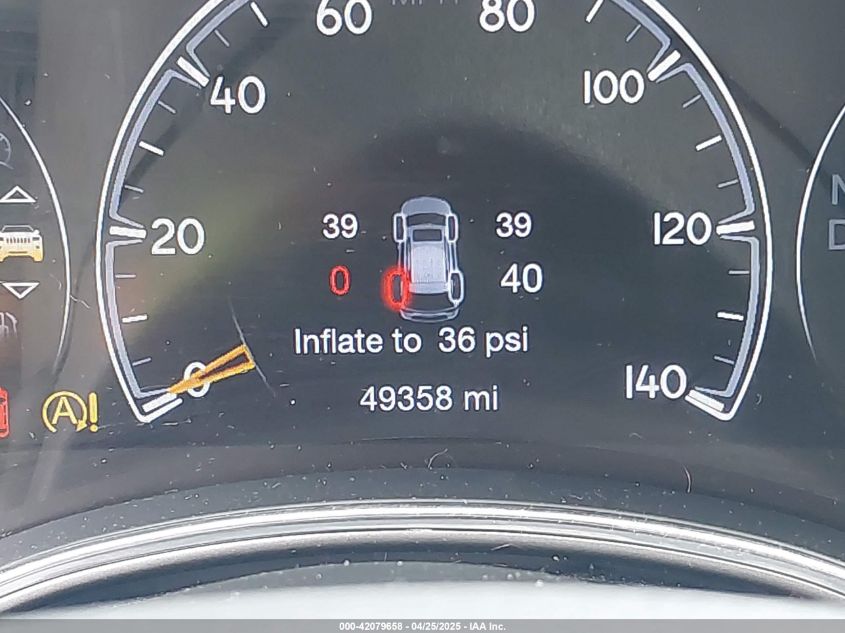 MPH
60 80
40 100
20 39 39 120
0 40
Inflate to 36 psi
0 140
49358 mi
A!
000-42079658 - 04/25/2025 - IAA Inc.